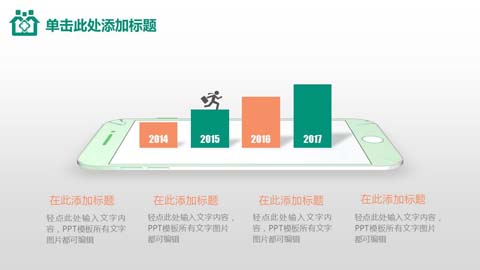 单击此处添加标题
2014
2015
2016
2017
在此添加标题
轻点此处输入文字内
容，PPT模板所有文字
图片都可编辑
在此添加标题
轻点此处输入文字内容，
PPT模板所有文字图片
都可编辑
在此添加标题
轻点此处输入文字内容，
PPT模板所有文字图片
都可编辑
在此添加标题
轻点此处输入文字内容，
PPT模板所有文字图片
都可编辑